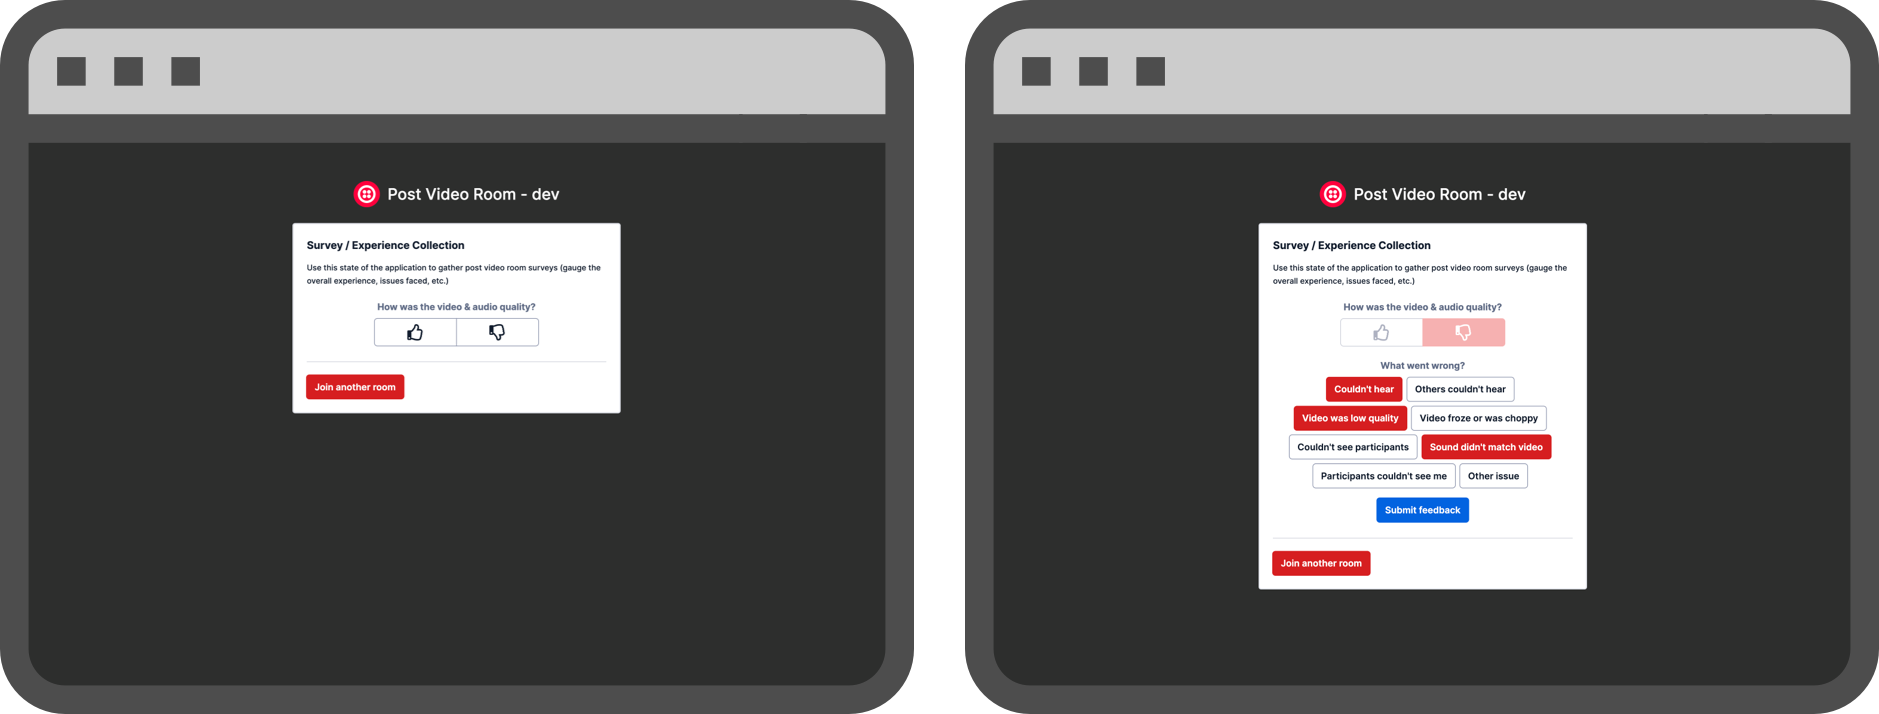 Post Video Room - dev
Survey / Experience Collection
Use this state of the application to gather post video room surveys (gauge the
overall experience, issues faced, etc.)
How was the video & audio quality?
Join another room
Post Video Room - dev
Survey / Experience Collection
Use this state of the application to gather post video room surveys (gauge the
overall experience, issues faced, etc.)
How was the video & audio quality?
What went wrong?
Couldn't hear
Others couldn't hear
Video was low quality
Video froze or was choppy
Couldn't see participants
Sound didn't match video
Participants couldn't see me
Other issue
Submit feedback
Join another room